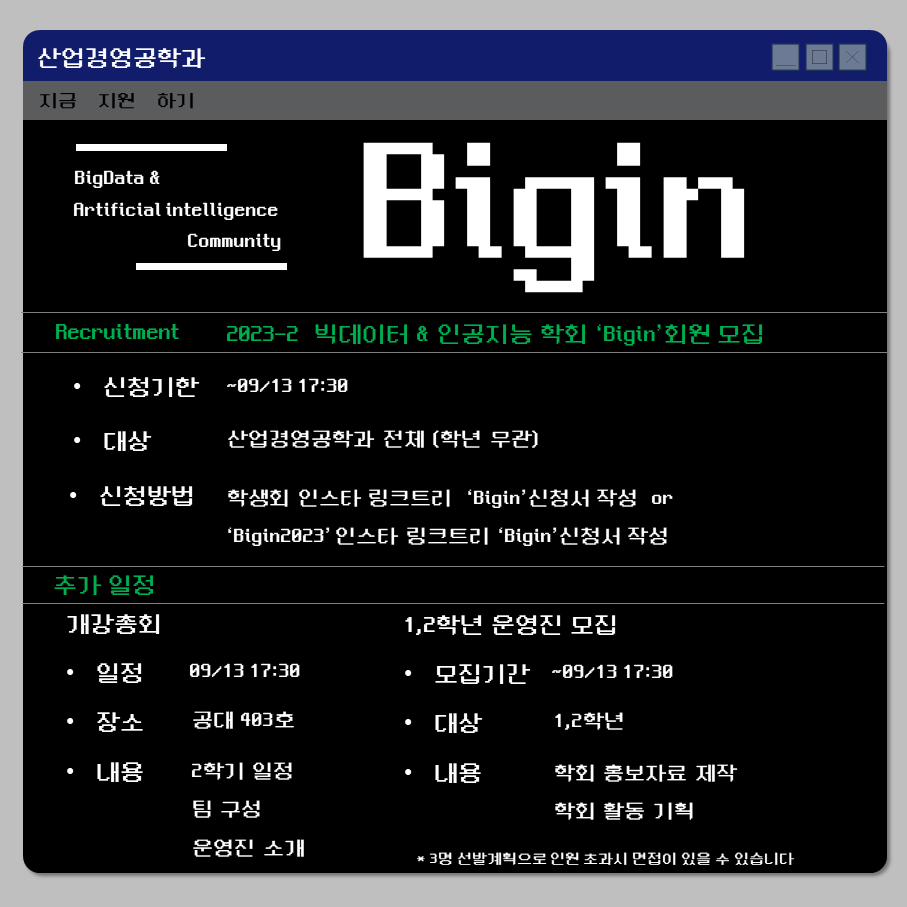 산업경영공학과
지금 지원 하기
BigData &
Artificial intelligence
Community
Bigin
Recruitment 2023-2 빅데이터 & 인공지능 학회 ‘Bigin’회원 모집
• 신청기한 ~09/13 17:30
• 대상 산업경영공학과 전체 (학년 무관)
• 신청방법 학생회 인스타 링크트리 ‘Bigin’신청서 작성 or
‘Bigin2023’ 인스타 링크트리 ‘Bigin’신청서 작성
추가 일정
개강총회
• 일정 09/13 17:30
• 장소 공대 403호
• 내용 2학기 일정
팀 구성
운영진 소개
1,2학년 운영진 모집
• 모집기간 ~09/13 17:30
• 대상 1,2학년
• 내용 학회 홍보자료 제작
학회 활동 기획
* 3명 선발계획으로 인원 초과시 면접이 있을 수 있습니다